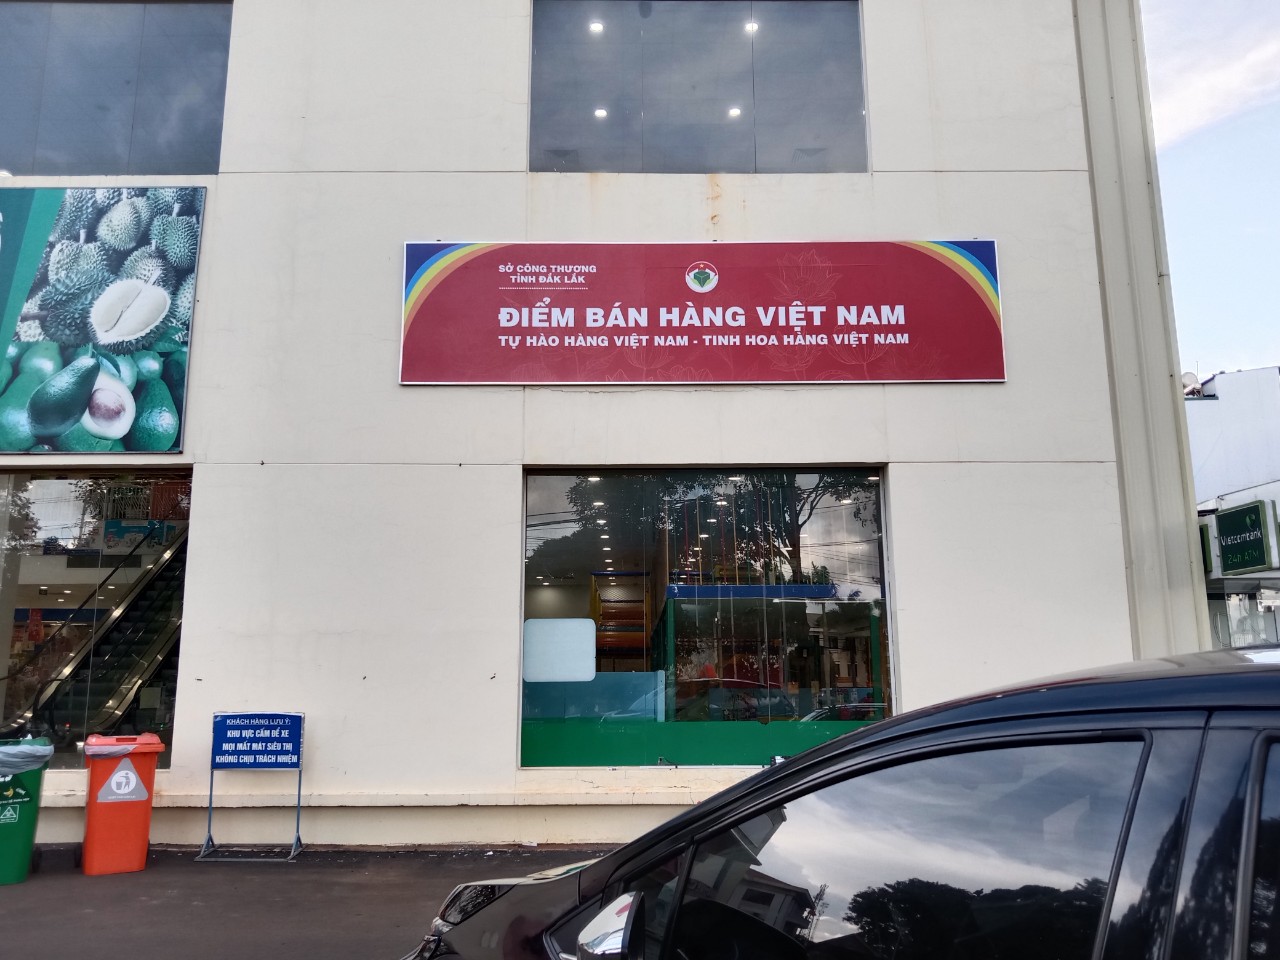 SỞ CÔNG THƯƠNG
TỈNH ĐẮK LẮK
ĐIỂM BÁN HÀNG VIỆT NAM
TỰ HÀO HÀNG VIỆT NAM - TINH HOA HÀNG VIỆT NAM
KHÁCH HÀNG LƯU Ý:
KHU VỰC CẤM ĐỂ XE
MỌI MẤT MÁT SIÊU THỊ
KHÔNG CHỊU TRÁCH NHIỆM
Vietcombank
24h ATM